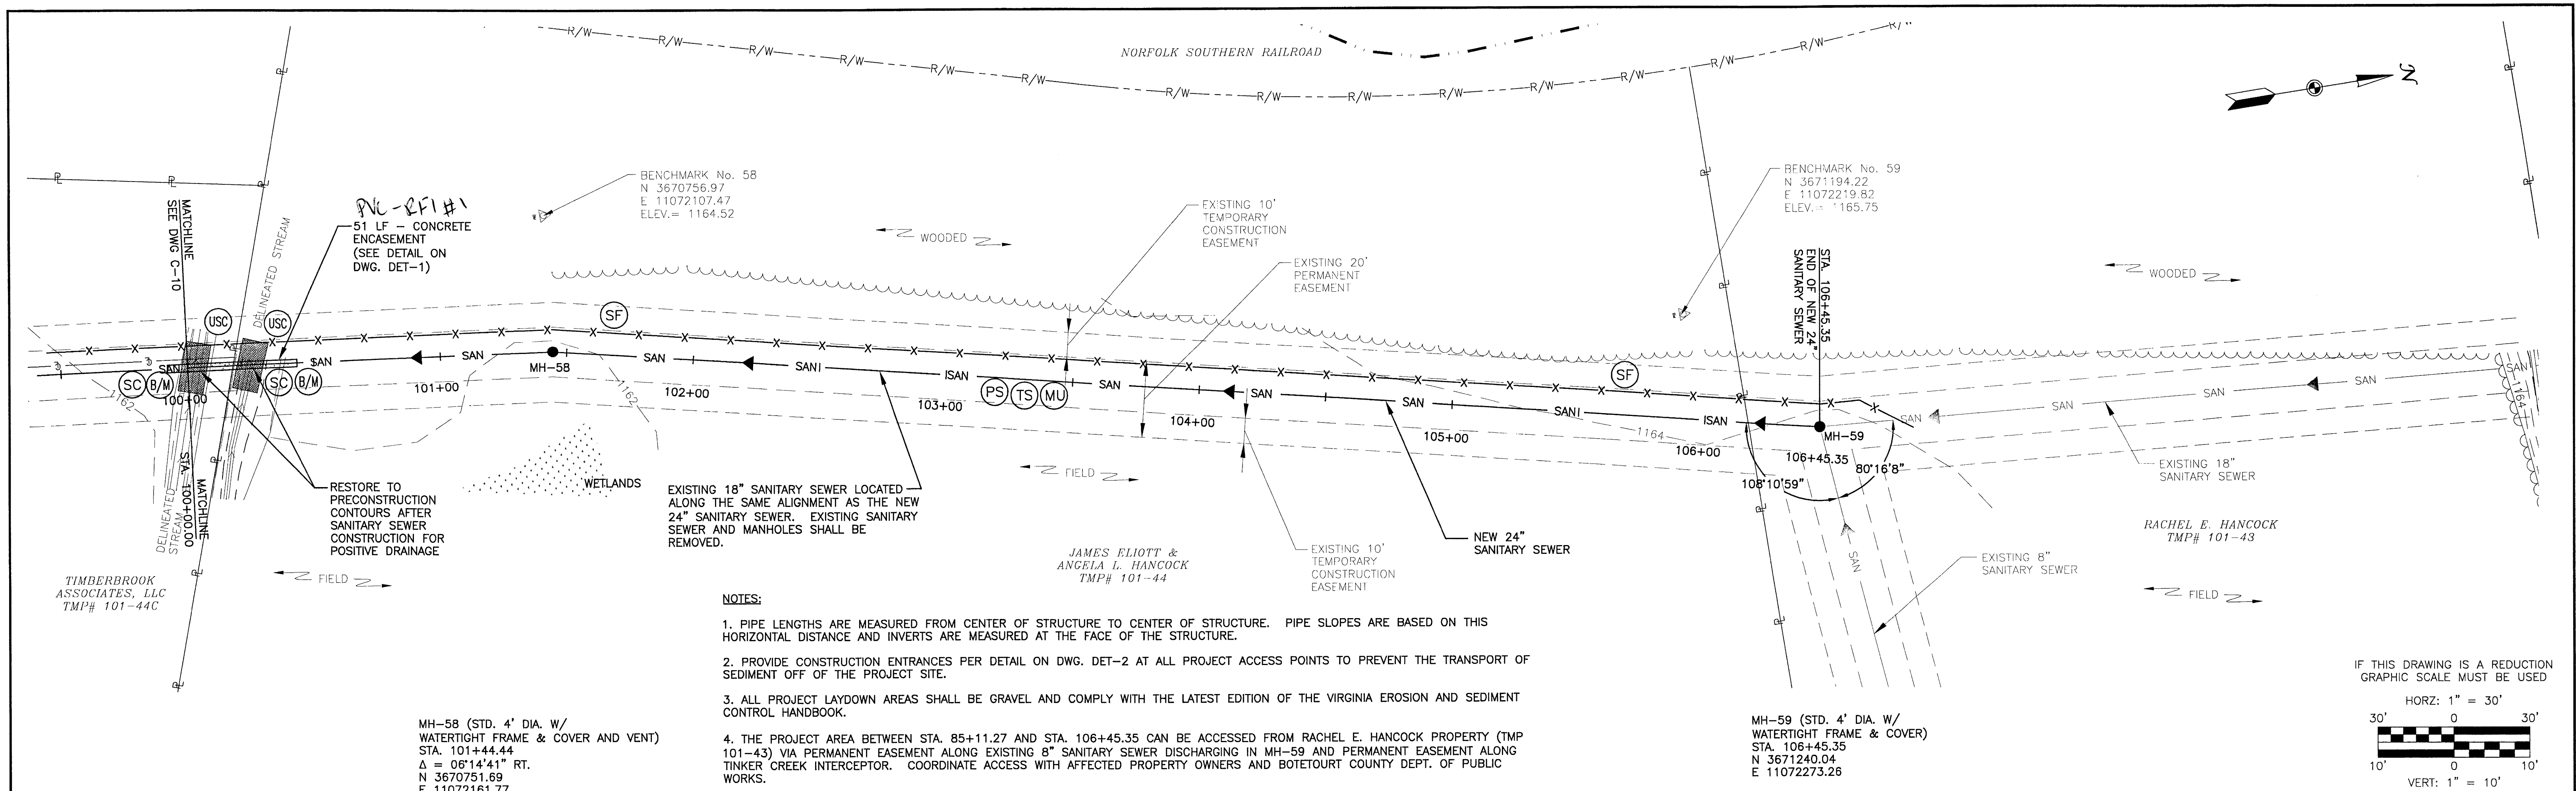 R/W R/W R/W R/W R/W R/W R/W R/W R/W R/W R/W R/W R/W R/W R/W
NORFOLK SOUTHERN RAILROAD
N
BENCHMARK No. 58
N 3670756.97
E 11072107.47
ELEV.= 1164.52
BENCHMARK No. 59
N 3671194.22
E 11072219.82
ELEV.= 1165.75
PVC-RFI #1
51 LF – CONCRETE
ENCASEMENT
(SEE DETAIL ON
DWG. DET–1)
MATCHLINE
SEE DWG C-10
DELINEATED STREAM
WOODED
EXISTING 10'
TEMPORARY
CONSTRUCTION
EASEMENT
EXISTING 20'
PERMANENT
EASEMENT
STA. 106+45.35
END OF NEW 24"
SANITARY SEWER
WOODED
USC
USC
SF
SF
SAN SAN SAN SAN SAN SAN SAN SAN SAN SAN SAN SAN
SC B/M
SC B/M
PS TS MU
MH-58
MH-59
100+00
101+00
102+00
103+00
104+00
105+00
106+00
106+45.35
1162
1162
1164
1164
108°10'59"
80°16'8"
SAN SAN SAN SAN SAN
SAN
DELINEATED
STREAM
STA. 100+00.00
MATCHLINE
RESTORE TO
PRECONSTRUCTION
CONTOURS AFTER
SANITARY SEWER
CONSTRUCTION FOR
POSITIVE DRAINAGE
WETLANDS
EXISTING 18" SANITARY SEWER LOCATED
ALONG THE SAME ALIGNMENT AS THE NEW
24" SANITARY SEWER. EXISTING SANITARY
SEWER AND MANHOLES SHALL BE
REMOVED.
FIELD
EXISTING 10'
TEMPORARY
CONSTRUCTION
EASEMENT
NEW 24"
SANITARY SEWER
EXISTING 18"
SANITARY SEWER
EXISTING 8"
SANITARY SEWER
RACHEL E. HANCOCK
TMP# 101-43
FIELD
JAMES ELIOTT &
ANGELA L. HANCOCK
TMP# 101-44
FIELD
TIMBERBROOK
ASSOCIATES, LLC
TMP# 101-44C
NOTES:
1. PIPE LENGTHS ARE MEASURED FROM CENTER OF STRUCTURE TO CENTER OF STRUCTURE. PIPE SLOPES ARE BASED ON THIS
HORIZONTAL DISTANCE AND INVERTS ARE MEASURED AT THE FACE OF THE STRUCTURE.
2. PROVIDE CONSTRUCTION ENTRANCES PER DETAIL ON DWG. DET-2 AT ALL PROJECT ACCESS POINTS TO PREVENT THE TRANSPORT OF
SEDIMENT OFF OF THE PROJECT SITE.
3. ALL PROJECT LAYDOWN AREAS SHALL BE GRAVEL AND COMPLY WITH THE LATEST EDITION OF THE VIRGINIA EROSION AND SEDIMENT
CONTROL HANDBOOK.
4. THE PROJECT AREA BETWEEN STA. 85+11.27 AND STA. 106+45.35 CAN BE ACCESSED FROM RACHEL E. HANCOCK PROPERTY (TMP
101-43) VIA PERMANENT EASEMENT ALONG EXISTING 8" SANITARY SEWER DISCHARGING IN MH-59 AND PERMANENT EASEMENT ALONG
TINKER CREEK INTERCEPTOR. COORDINATE ACCESS WITH AFFECTED PROPERTY OWNERS AND BOTETOURT COUNTY DEPT. OF PUBLIC
WORKS.
MH-58 (STD. 4' DIA. W/
WATERTIGHT FRAME & COVER AND VENT)
STA. 101+44.44
Δ = 06°14'41" RT.
N 3670751.69
E 11072161.77
MH-59 (STD. 4' DIA. W/
WATERTIGHT FRAME & COVER)
STA. 106+45.35
N 3671240.04
E 11072273.26
IF THIS DRAWING IS A REDUCTION
GRAPHIC SCALE MUST BE USED
HORZ: 1" = 30'
30' 0 30'
10' 0 10'
VERT: 1" = 10'